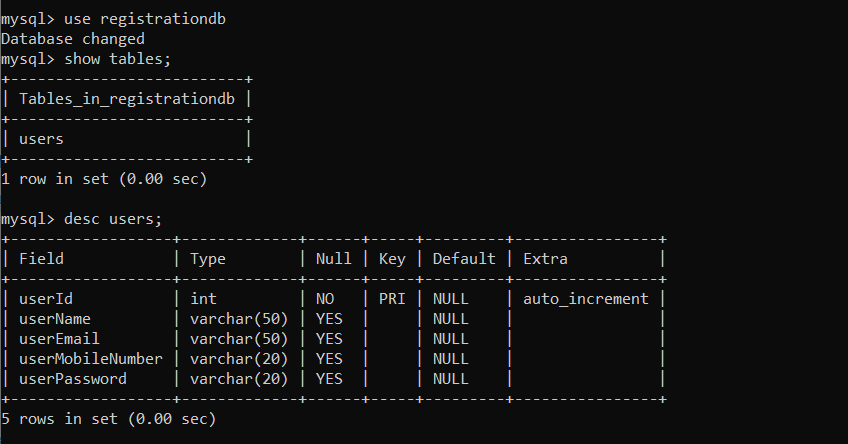 mysql> use registrationdb
Database changed
mysql> show tables;
+--------------------------+
| Tables_in_registrationdb |
+--------------------------+
| users                    |
+--------------------------+
1 row in set (0.00 sec)
mysql> desc users;
+------------------+-------------+------+-----+---------+----------------+
| Field            | Type        | Null | Key | Default | Extra          |
+------------------+-------------+------+-----+---------+----------------+
| userId           | int         | NO   | PRI | NULL    | auto_increment |
| userName         | varchar(50) | YES  |     | NULL    |                |
| userEmail        | varchar(50) | YES  |     | NULL    |                |
| userMobileNumber | varchar(20) | YES  |     | NULL    |                |
| userPassword     | varchar(20) | YES  |     | NULL    |                |
+------------------+-------------+------+-----+---------+----------------+
5 rows in set (0.00 sec)